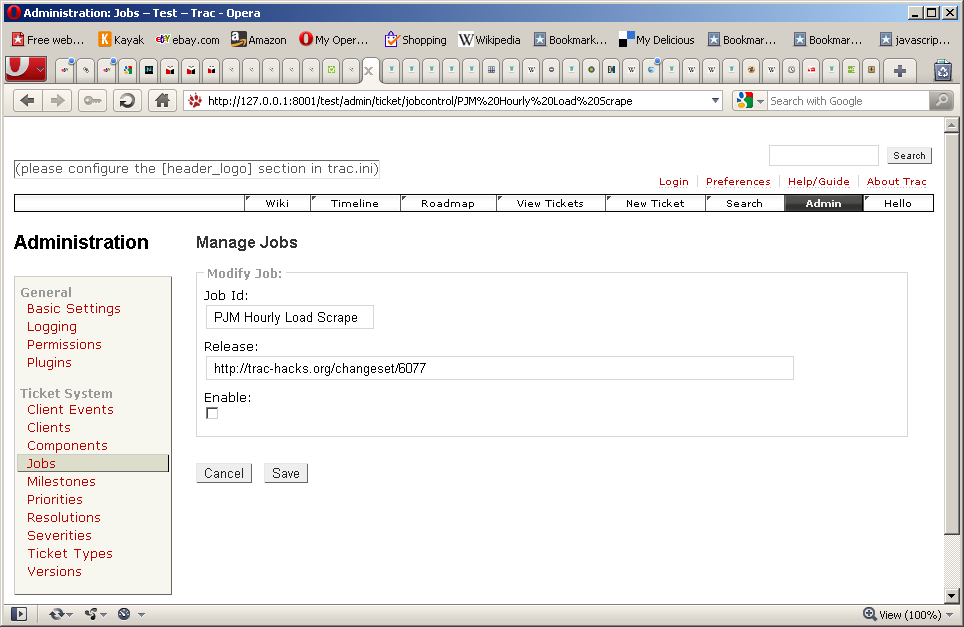 Administration: Jobs – Test – Trac - Opera
Free web... Kayak ebay.com Amazon My Oper... Shopping Wikipedia Bookmark... My Delicious Bookmar... Bookmar... javascrip...
http://127.0.0.1:8001/test/admin/ticket/jobcontrol/PJM%20Hourly%20Load%20Scrape Search with Google
Search
(please configure the [header_logo] section in trac.ini)
Login Preferences Help/Guide About Trac
Wiki Timeline Roadmap View Tickets New Ticket Search Admin Hello
Administration
General
Basic Settings
Logging
Permissions
Plugins
Ticket System
Client Events
Clients
Components
Jobs
Milestones
Priorities
Resolutions
Severities
Ticket Types
Versions
Manage Jobs
Modify Job:
Job Id:
PJM Hourly Load Scrape
Release:
http://trac-hacks.org/changeset/6077
Enable:
Cancel Save
View (100%)